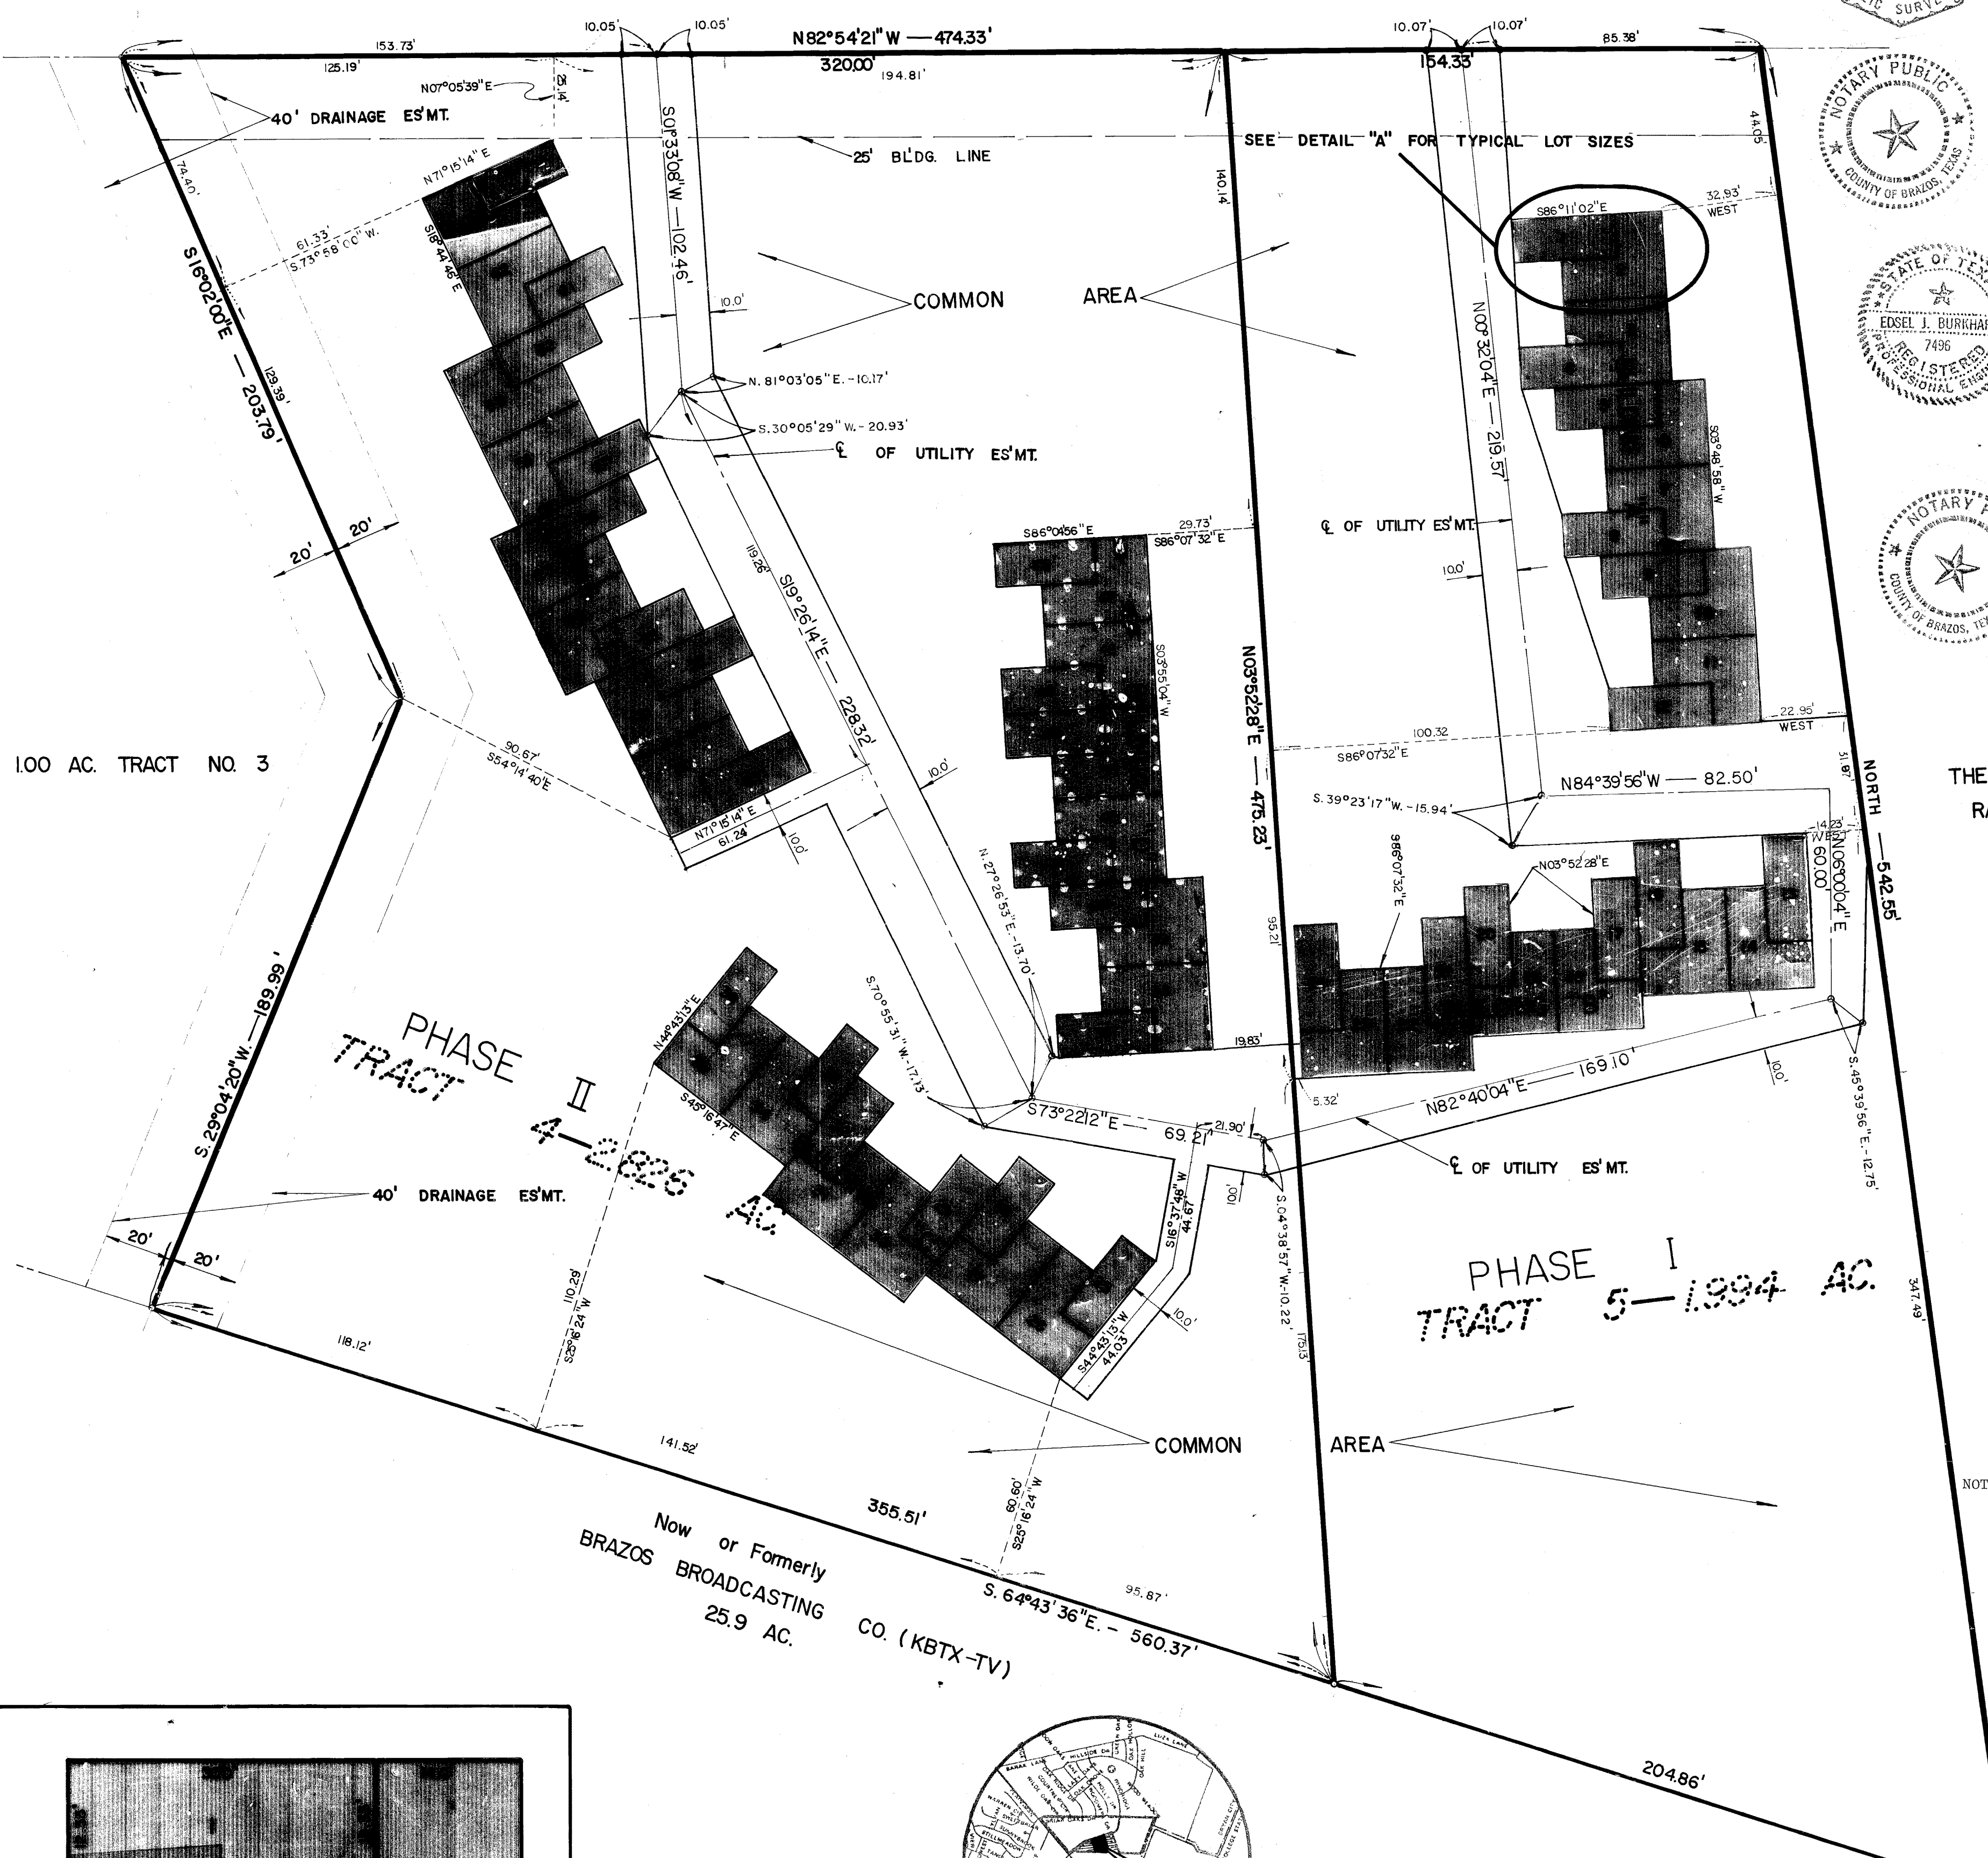 10.05'
10.05'
N82°54'21"W — 474.33'
10.07'
10.07'
85.38'
153.73'
125.19'
320.00'
194.81'
154.33'
N07°05'39"E
25.14'
40' DRAINAGE ES'MT.
25' BL'DG. LINE
SEE DETAIL "A" FOR TYPICAL LOT SIZES
44.05'
NOTARY PUBLIC
COUNTY OF BRAZOS, TEXAS
74.40'
N71°15'14"E
S01°33'08"W — 102.46'
140.14'
S86°11'02"E
32.93'
WEST
61.33'
S.73°58'00"W.
S18°44'46"E
S16°02'00"E — 203.79'
129.39'
COMMON AREA
10.0'
N00°32'04"E — 219.57'
STATE OF TEX
EDSEL J. BURKHA
7496
REGISTERED
PROFESSIONAL EN
N. 81°03'05"E. - 10.17'
S.30°05'29"W. - 20.93'
℄ OF UTILITY ES'MT.
S03°48'58"W
20'
20'
119.26'
S19°26'14"E — 228.32'
S86°04'56"E
29.73'
S86°07'32"E
℄ OF UTILITY ES'MT.
10.0'
NOTARY P
COUNTY OF BRAZOS, TE
S03°55'04"W
N03°52'28"E — 475.23'
1.00 AC. TRACT NO. 3
90.67'
S54°14'40"E
10.0'
N71°15'14"E
61.24'
10.0'
100.32
S86°07'32"E
22.95'
WEST
31.87'
NORTH — 542.55'
THE
RA
N84°39'56"W — 82.50'
S. 39°23'17"W. - 15.94'
14.23'
WEST
N06°00'04"E
60.00'
S86°07'32"E
N03°52'28"E
N. 27°26'53"E. - 13.70'
95.21'
S. 29°04'20"W. — 189.99'
S.70°55'31"W. - 17.13'
N44°43'13"E
S45°16'47"E
19.83'
PHASE II
TRACT 4 — 2.826 AC.
S73°22'12"E — 69.21'
21.90'
5.32'
N82°40'04"E — 169.10'
10.0'
S.45°39'56"E. - 12.75'
℄ OF UTILITY ES'MT.
10.0'
S.04°38'57"W. - 10.22'
S16°37'48"W
44.67'
40' DRAINAGE ES'MT.
20'
20'
110.29'
S25°16'24"W
118.12'
10.0'
S44°43'13"W
44.03'
175.13'
PHASE I
TRACT 5 — 1.994 AC.
347.49'
COMMON AREA
141.52'
60.60'
S25°16'24"W
355.51'
95.87'
NOT
Now or Formerly
BRAZOS BROADCASTING CO. (KBTX-TV)
25.9 AC.
S. 64°43'36"E. - 560.37'
204.86'
LUZA LANE
HILLSIDE DR
OAK HILL